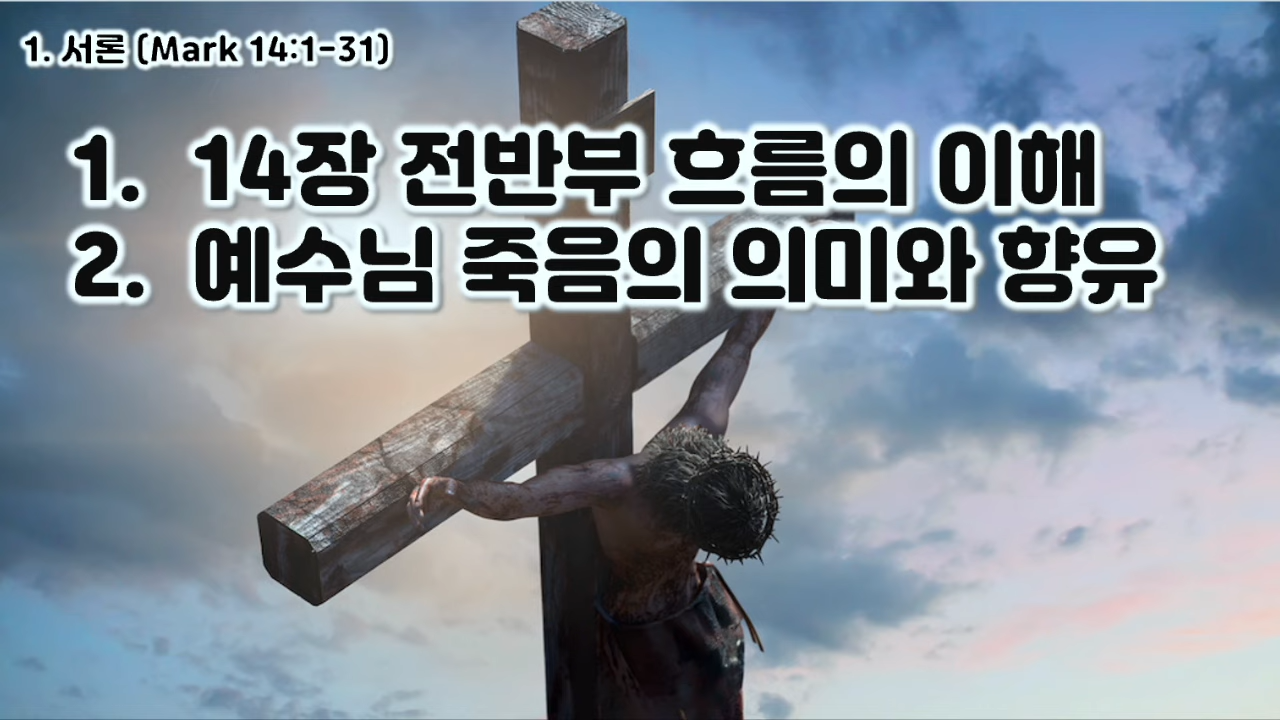 1. 서론 (Mark 14:1-31)
1. 14장 전반부 흐름의 이해
2. 예수님 죽음의 의미와 향유